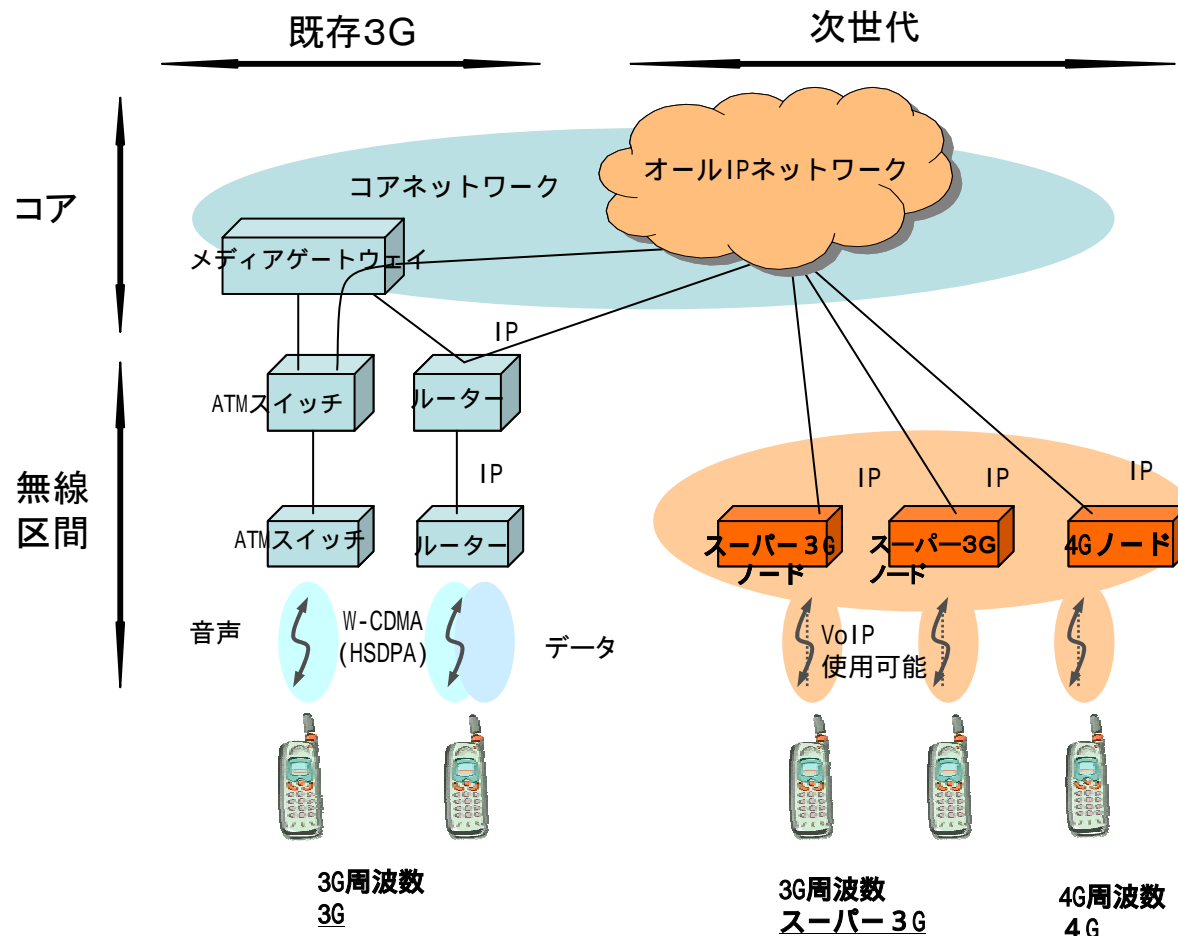 既存3G
次世代
コア
コアネットワーク
オールIPネットワーク
メディアゲートウェイ
IP
ATMスイッチ
ルーター
無線
区間
IP
IP
IP
IP
ATMスイッチ
ルーター
スーパー3G
ノード
スーパー3G
ノード
4Gノード
音声
W-CDMA
(HSDPA)
データ
VoIP
使用可能
3G周波数
3G
3G周波数
スーパー3G
4G周波数
4G